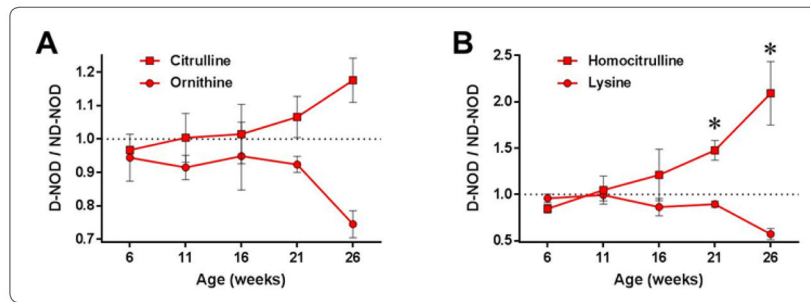 A
Citrulline
Ornithine
D-NOD / ND-NOD
1.2
1.1
1.0
0.9
0.8
0.7
6 11 16 21 26
Age (weeks)
B
Homocitrulline
Lysine
D-NOD / ND-NOD
2.5
2.0
1.5
1.0
0.5
*
*
6 11 16 21 26
Age (weeks)